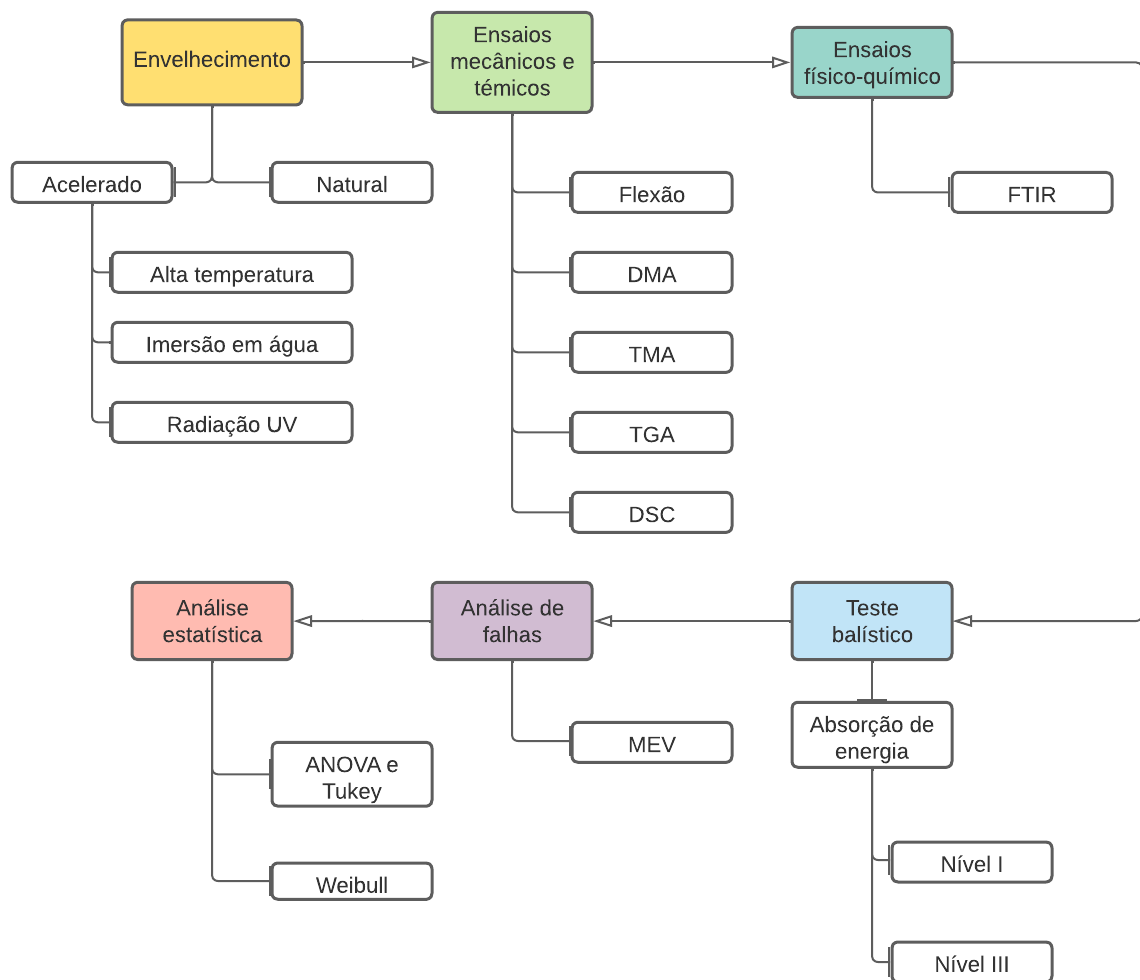 Envelhecimento
Ensaios
mecânicos e
témicos
Ensaios
físico-químico
Acelerado
Natural
Alta temperatura
Imersão em água
Radiação UV
Flexão
DMA
TMA
TGA
DSC
FTIR
Teste
balístico
Absorção de
energia
Nível I
Nível III
Análise de
falhas
MEV
Análise
estatística
ANOVA e
Tukey
Weibull